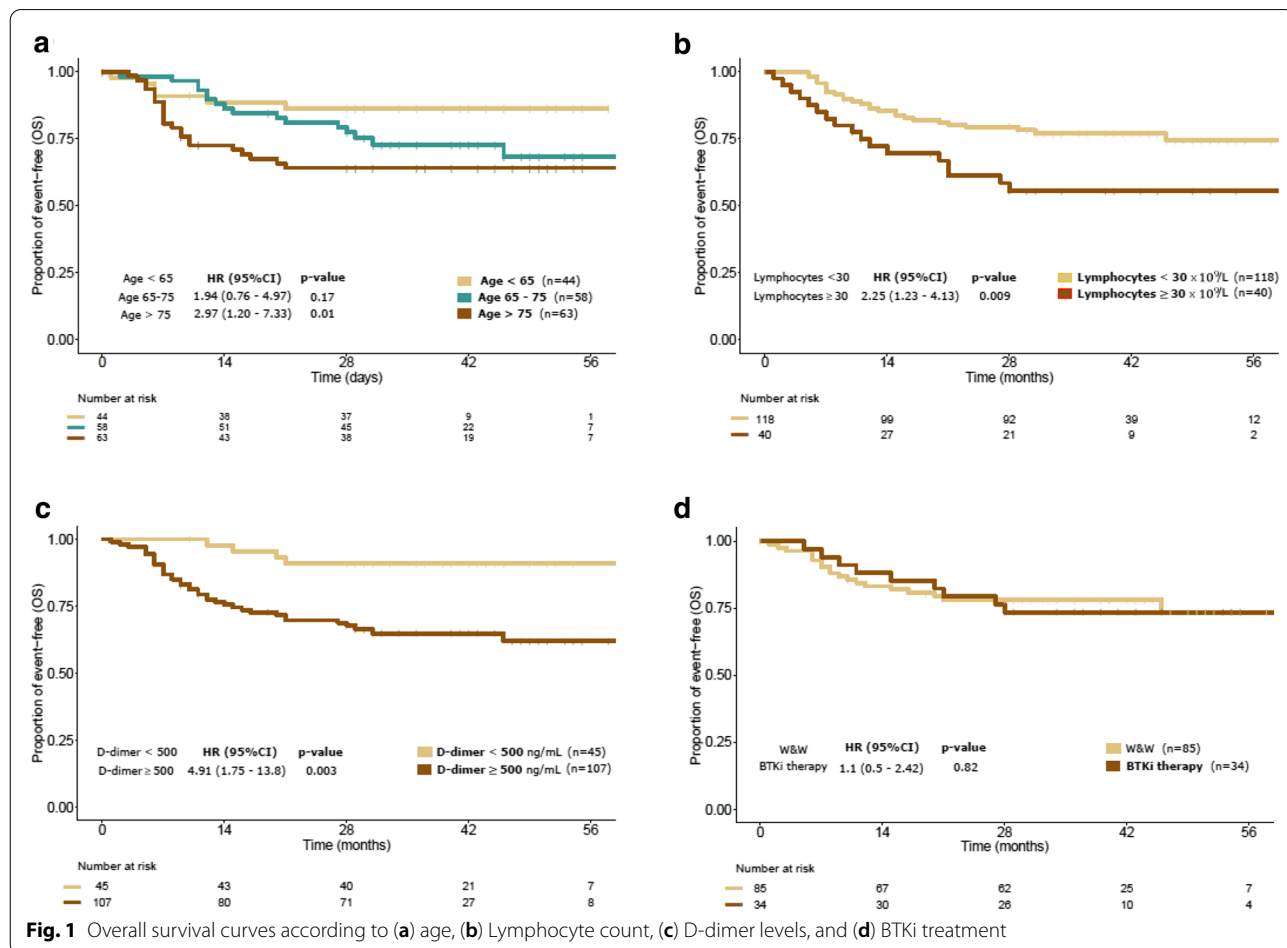 a
Proportion of event-free (OS)
1.00
0.75
0.50
0.25
0.00
Age < 65 HR (95%CI) p-value
Age 65-75 1.94 (0.76 - 4.97) 0.17
Age > 75 2.97 (1.20 - 7.33) 0.01
Age < 65 (n=44)
Age 65 - 75 (n=58)
Age > 75 (n=63)
0 14 28 42 56
Time (days)
Number at risk
44 38 37 9 1
58 51 45 22 7
63 43 38 19 7
b
Proportion of event-free (OS)
1.00
0.75
0.50
0.25
0.00
Lymphocytes <30 HR (95%CI) p-value
Lymphocytes ≥ 30 2.25 (1.23 - 4.13) 0.009
Lymphocytes < 30 × 10⁹/L (n=118)
Lymphocytes ≥ 30 × 10⁹/L (n=40)
0 14 28 42 56
Time (months)
Number at risk
118 99 92 39 12
40 27 21 9 2
c
Proportion of event-free (OS)
1.00
0.75
0.50
0.25
0.00
D-dimer < 500 HR (95%CI) p-value
D-dimer ≥ 500 4.91 (1.75 - 13.8) 0.003
D-dimer < 500 ng/mL (n=45)
D-dimer ≥ 500 ng/mL (n=107)
0 14 28 42 56
Time (months)
Number at risk
45 43 40 21 7
107 80 71 27 8
d
Proportion of event-free (OS)
1.00
0.75
0.50
0.25
0.00
W&W HR (95%CI) p-value
BTKi therapy 1.1 (0.5 - 2.42) 0.82
W&W (n=85)
BTKi therapy (n=34)
0 14 28 42 56
Time (months)
Number at risk
85 67 62 25 7
34 30 26 10 4
Fig. 1 Overall survival curves according to (a) age, (b) Lymphocyte count, (c) D-dimer levels, and (d) BTKi treatment